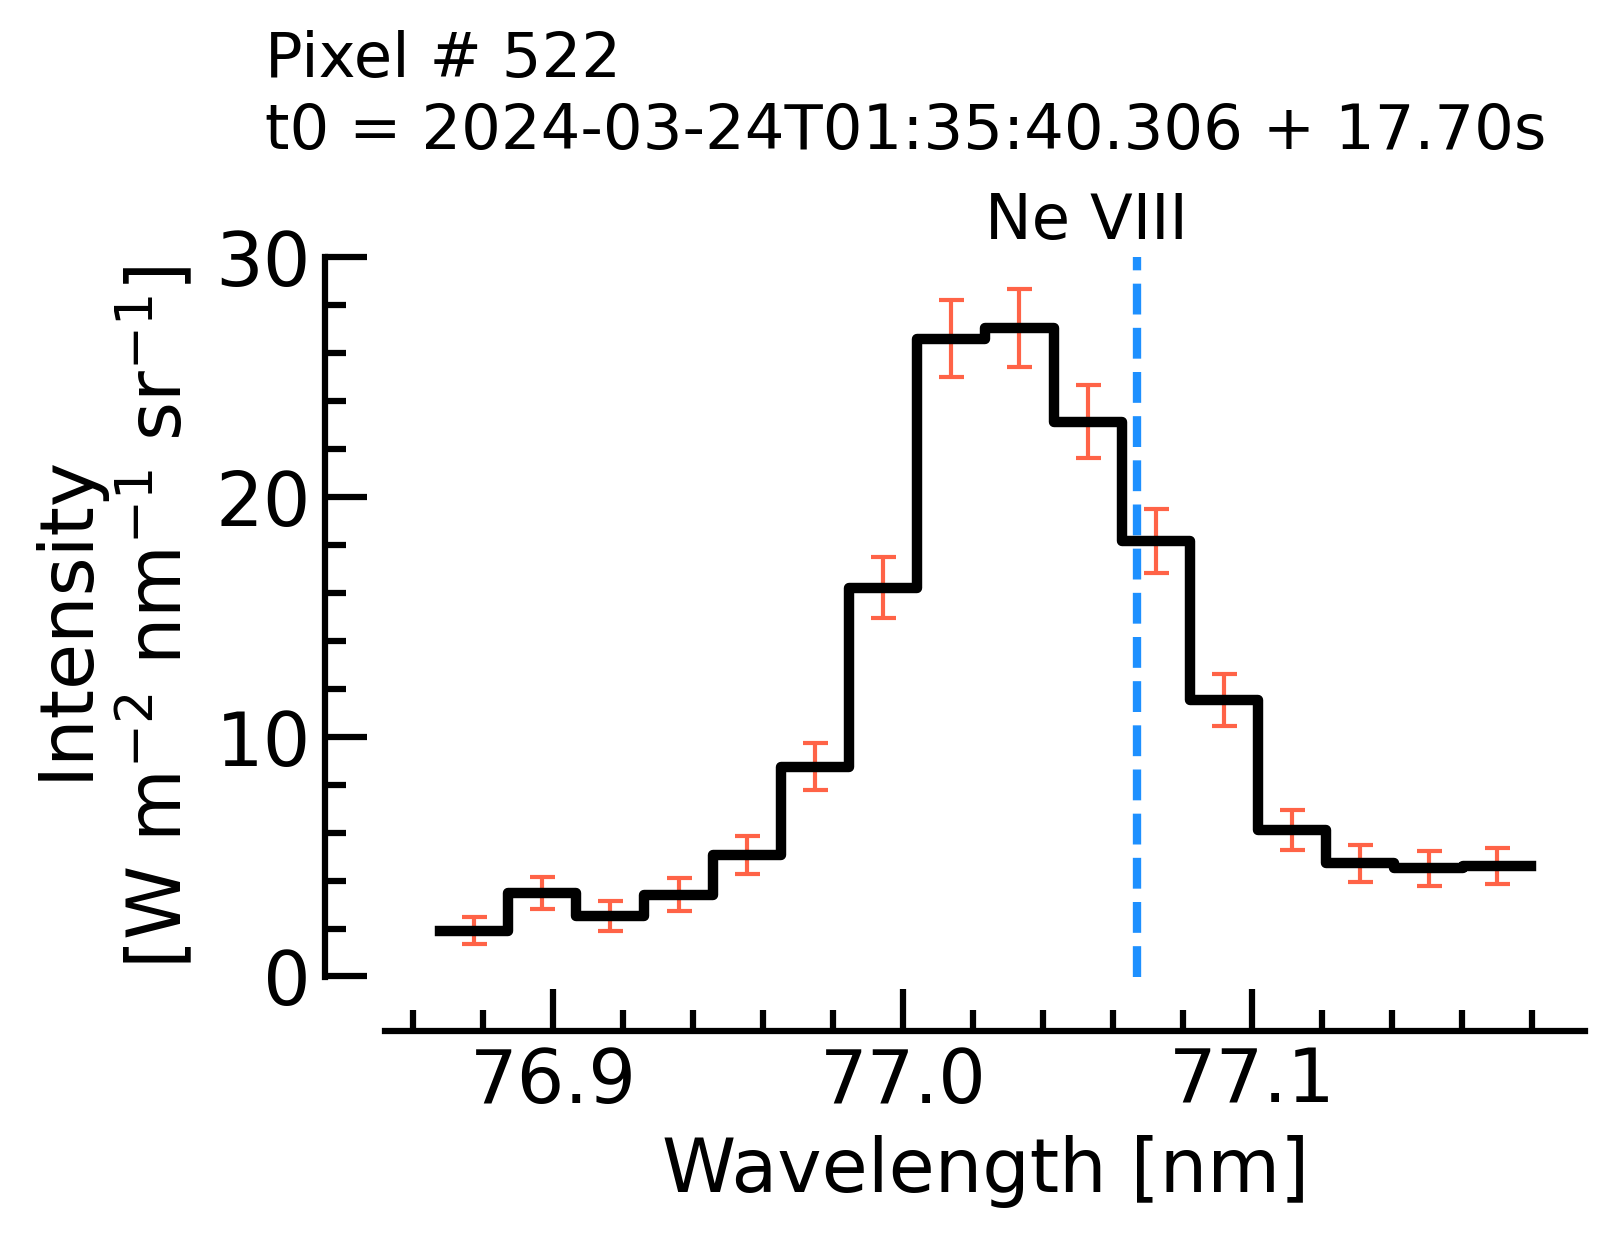 Pixel # 522
t0 = 2024-03-24T01:35:40.306 + 17.70s
Ne VIII
Intensity
[W m⁻² nm⁻¹ sr⁻¹]
30
20
10
0
76.9 77.0 77.1
Wavelength [nm]